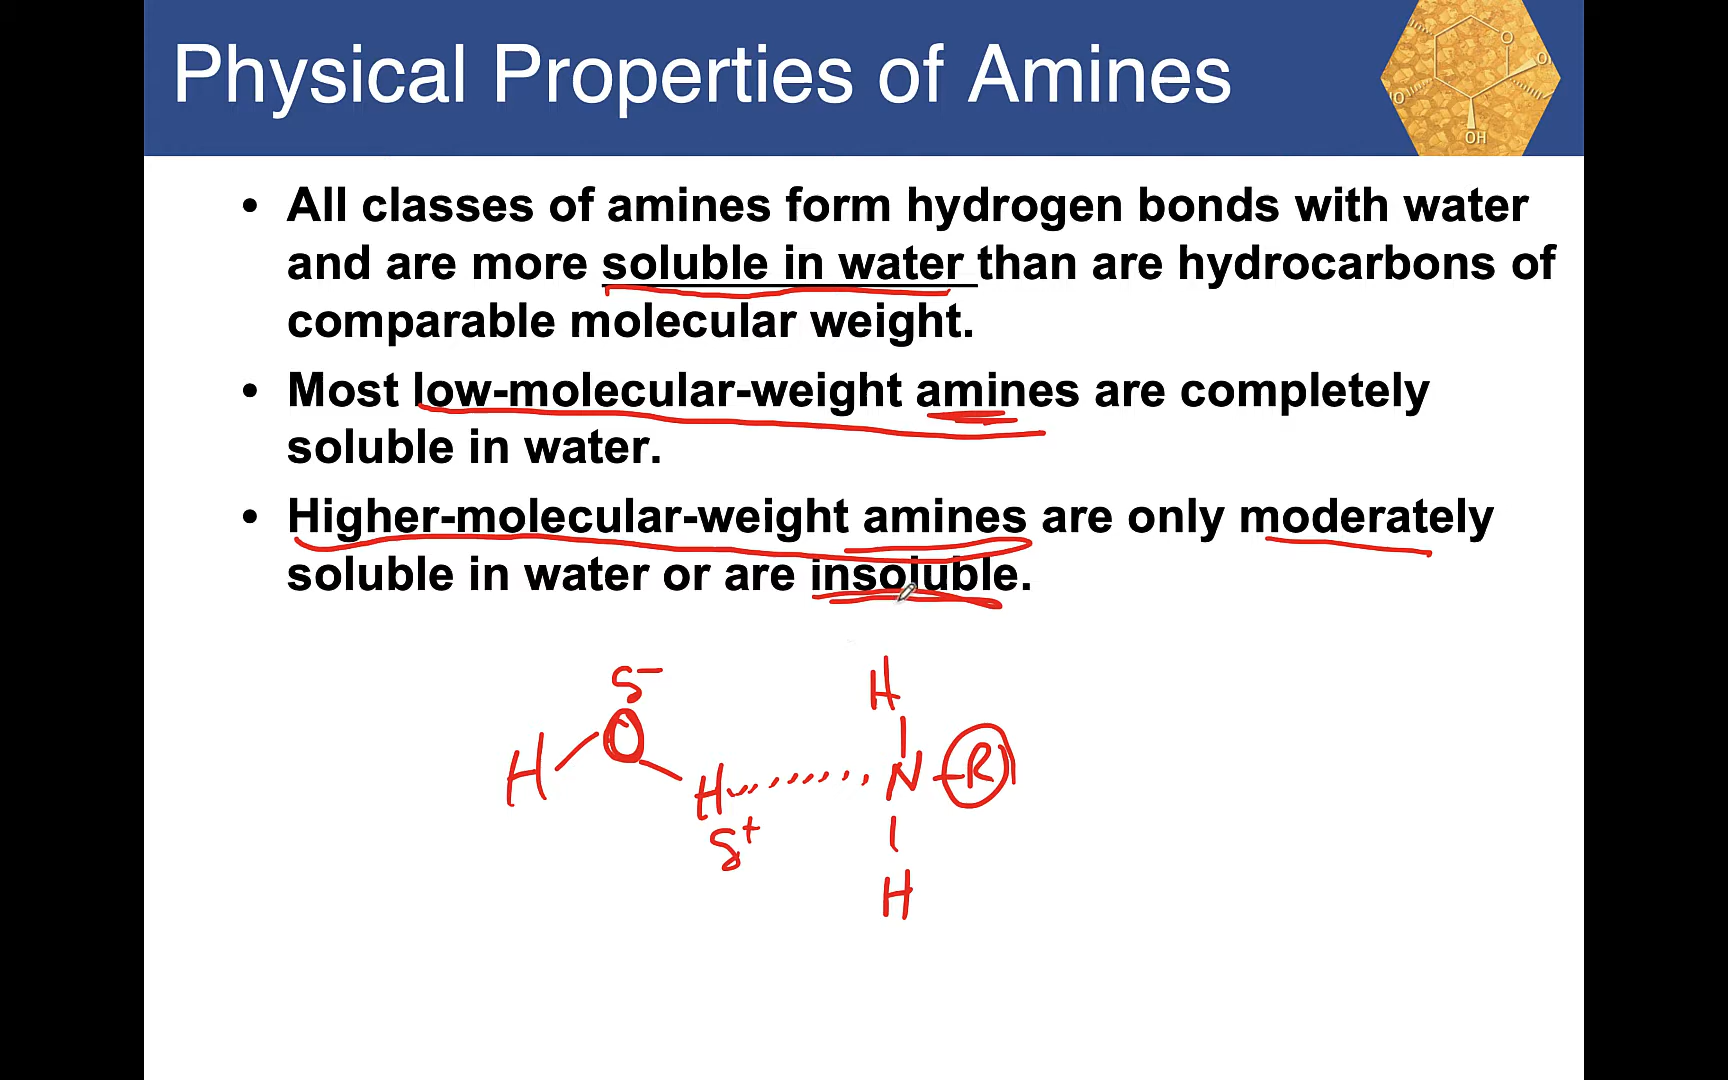 Physical Properties of Amines
O
O
O
OH
• All classes of amines form hydrogen bonds with water
and are more soluble in water than are hydrocarbons of
comparable molecular weight.
• Most low-molecular-weight amines are completely
soluble in water.
• Higher-molecular-weight amines are only moderately
soluble in water or are insoluble.
δ−
H
H
O
H
N
R
δ+
H